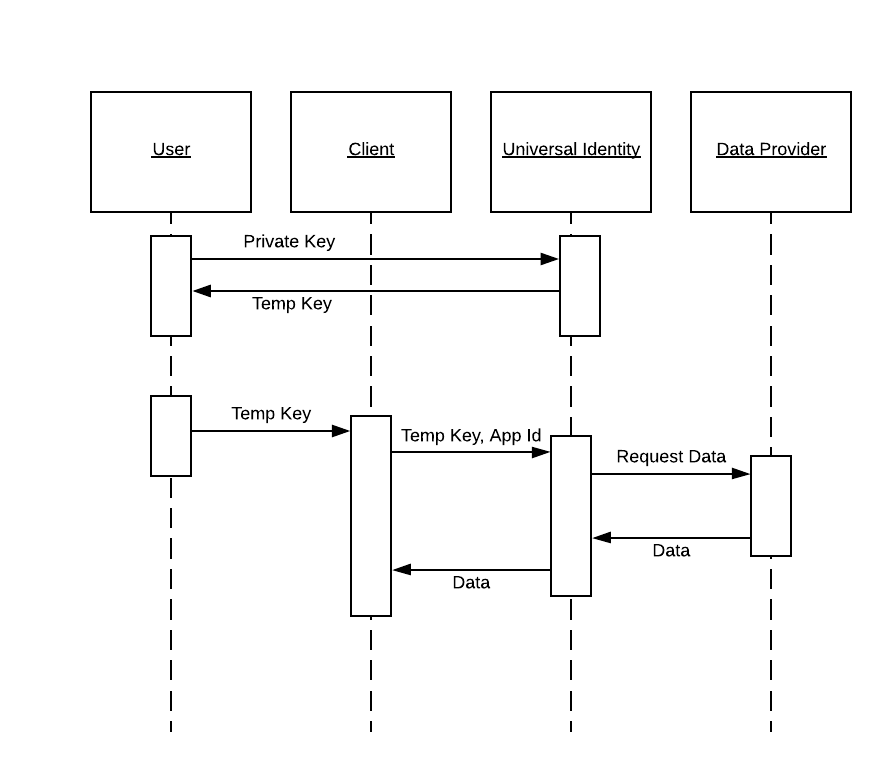 User
Client
Universal Identity
Data Provider
Private Key
Temp Key
Temp Key
Temp Key, App Id
Request Data
Data
Data